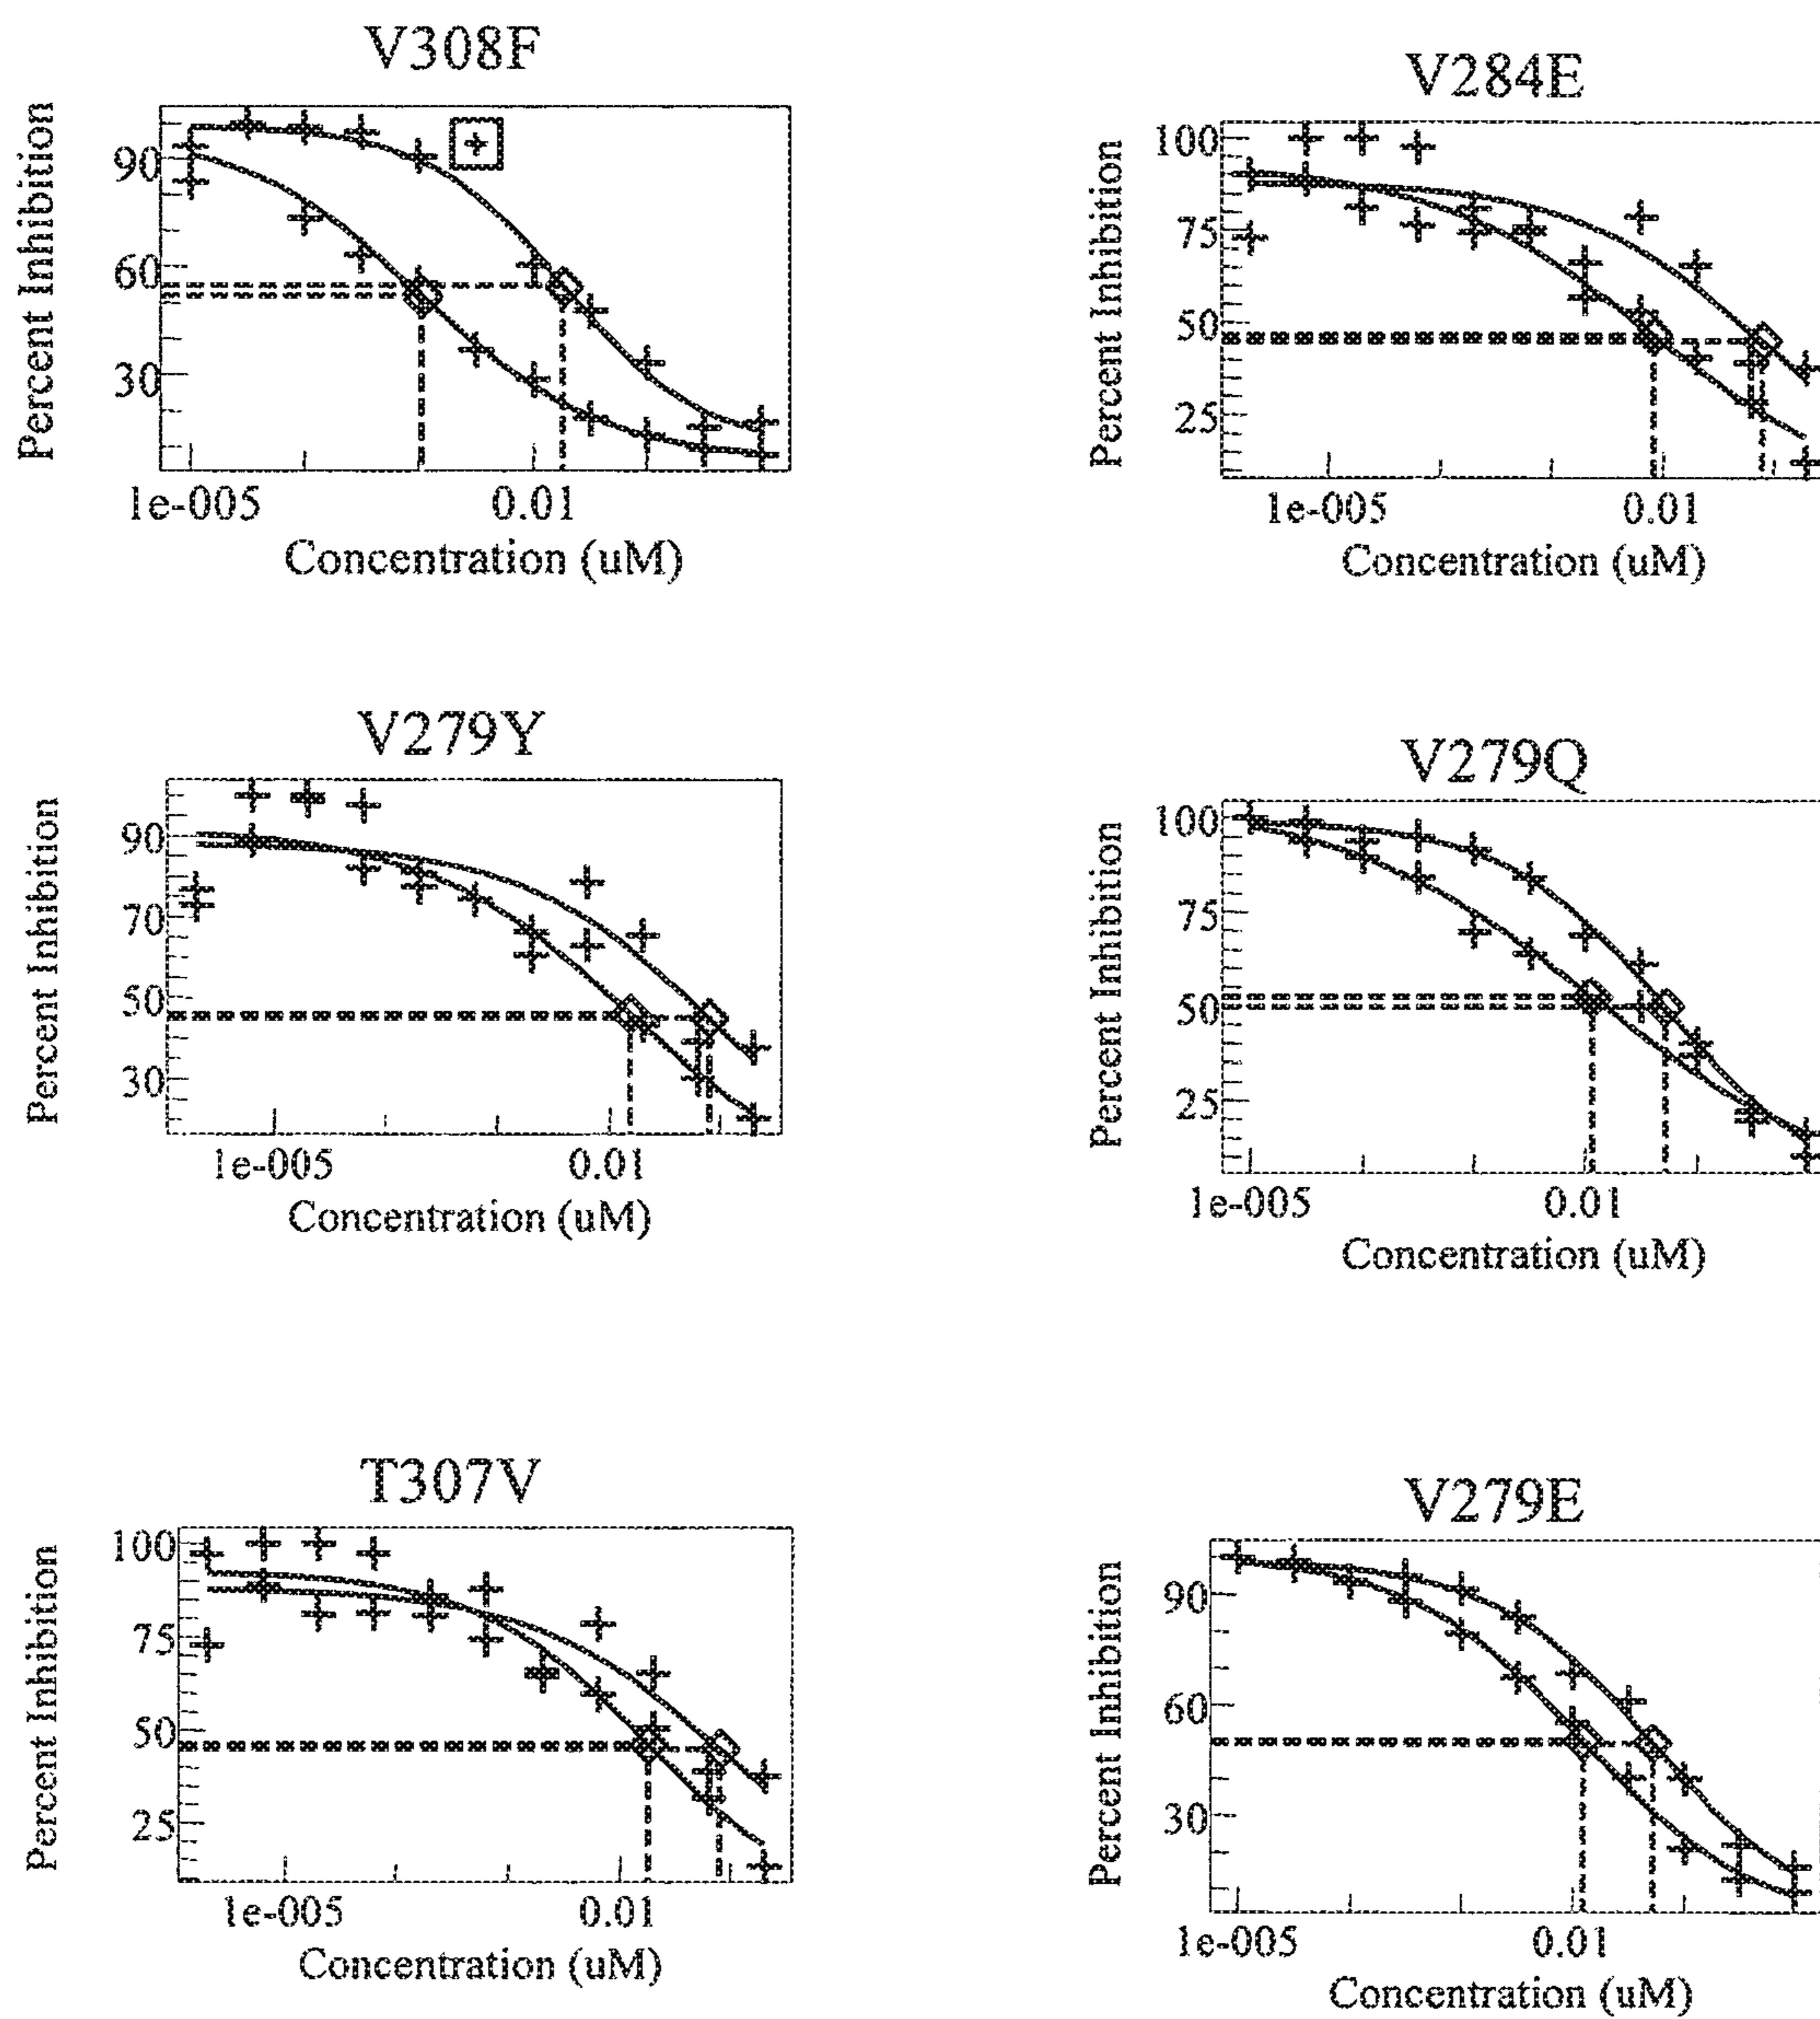 V308F
Percent Inhibition
90
60
30
1e-005 0.01
Concentration (uM)
V284E
Percent Inhibition
100
75
50
25
1e-005 0.01
Concentration (uM)
V279Y
Percent Inhibition
90
70
50
30
1e-005 0.01
Concentration (uM)
V279Q
Percent Inhibition
100
75
50
25
1e-005 0.01
Concentration (uM)
T307V
Percent Inhibition
100
75
50
25
1e-005 0.01
Concentration (uM)
V279E
Percent Inhibition
90
60
30
1e-005 0.01
Concentration (uM)